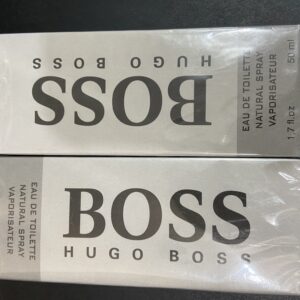 BOSS
HUGO BOSS
EAU DE TOILETTE
NATURAL SPRAY
VAPORISATEUR
50 ml
1.7 fl.oz
BOSS
HUGO BOSS
EAU DE TOILETTE
NATURAL SPRAY
VAPORISATEUR